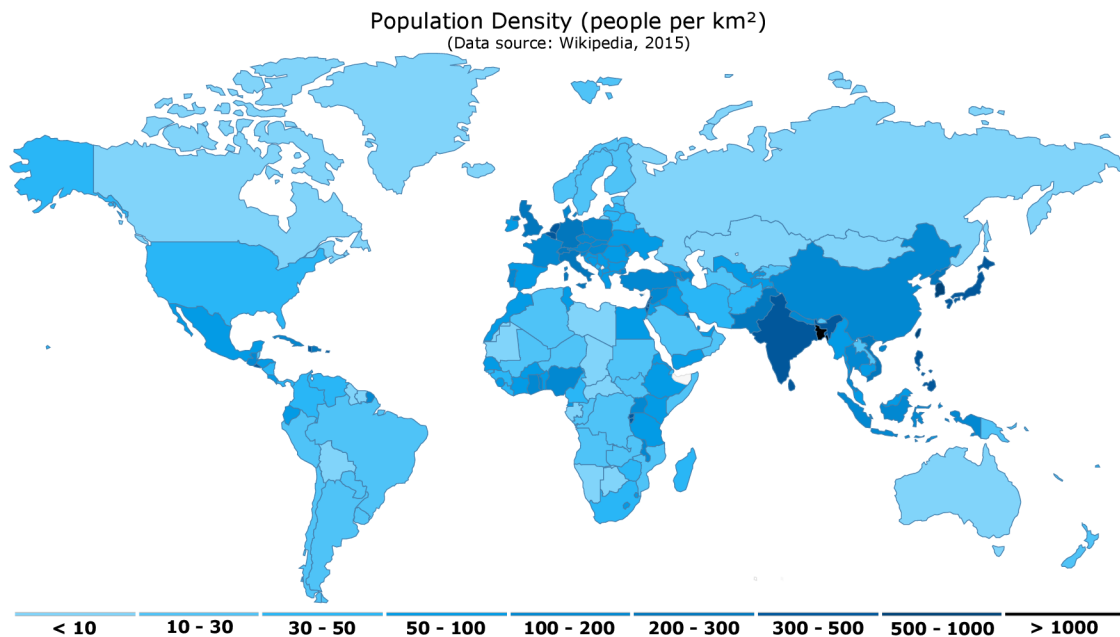 Population Density (people per km²)
(Data source: Wikipedia, 2015)
< 10 10 - 30 30 - 50 50 - 100 100 - 200 200 - 300 300 - 500 500 - 1000 > 1000